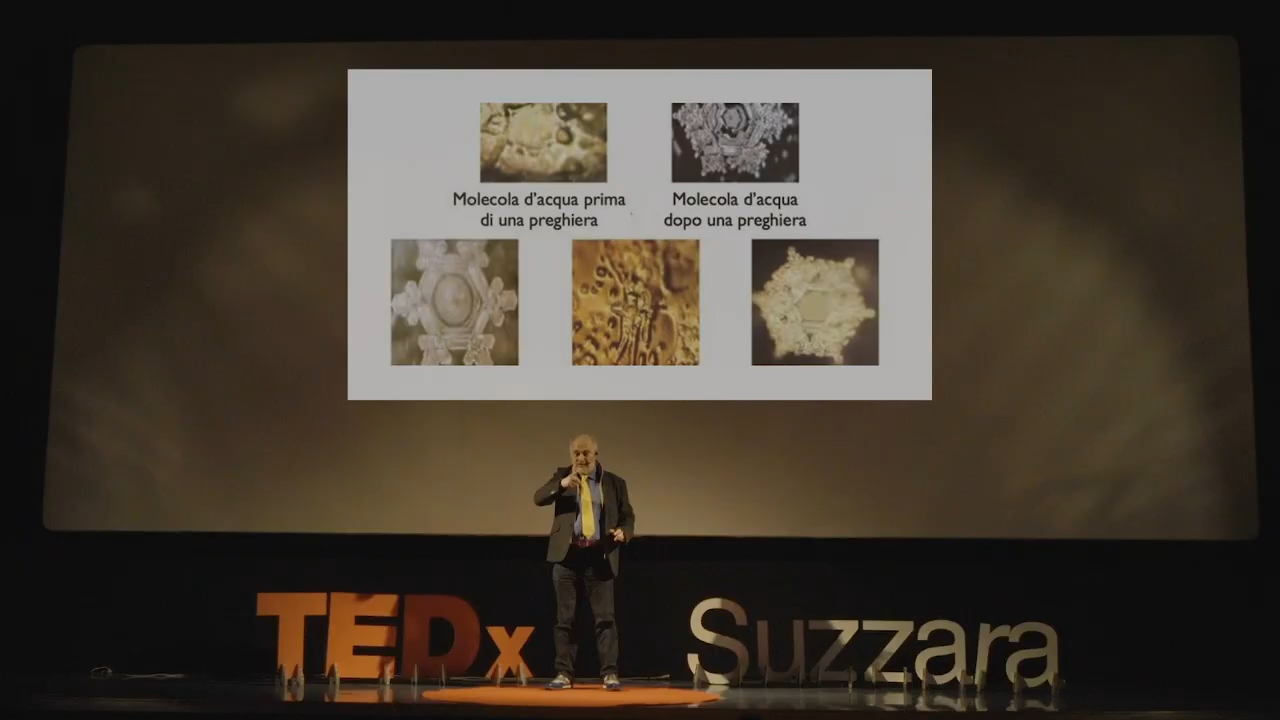 Molecola d'acqua prima
di una preghiera
Molecola d'acqua
dopo una preghiera
TEDx Suzzara